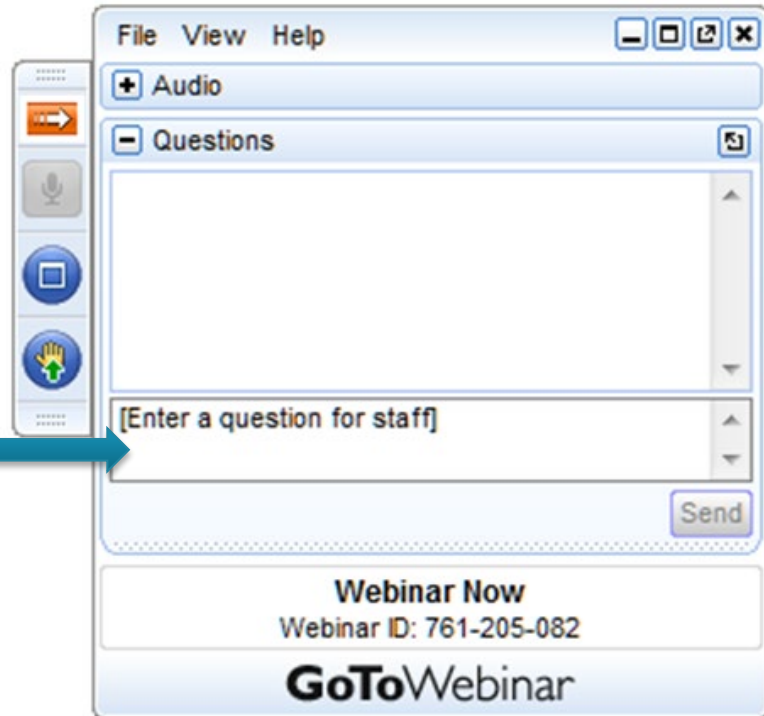 File View Help
Audio
Questions
[Enter a question for staff]
Send
Webinar Now
Webinar ID: 761-205-082
GoToWebinar